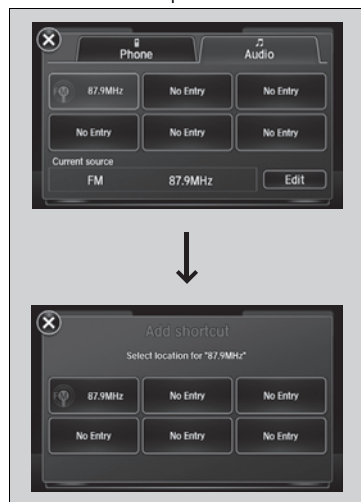 Phone
Audio
FM 87.9MHz No Entry No Entry
No Entry No Entry No Entry
Current source
FM 87.9MHz Edit
Add shortcut
Select location for "87.9MHz"
FM 87.9MHz No Entry No Entry
No Entry No Entry No Entry